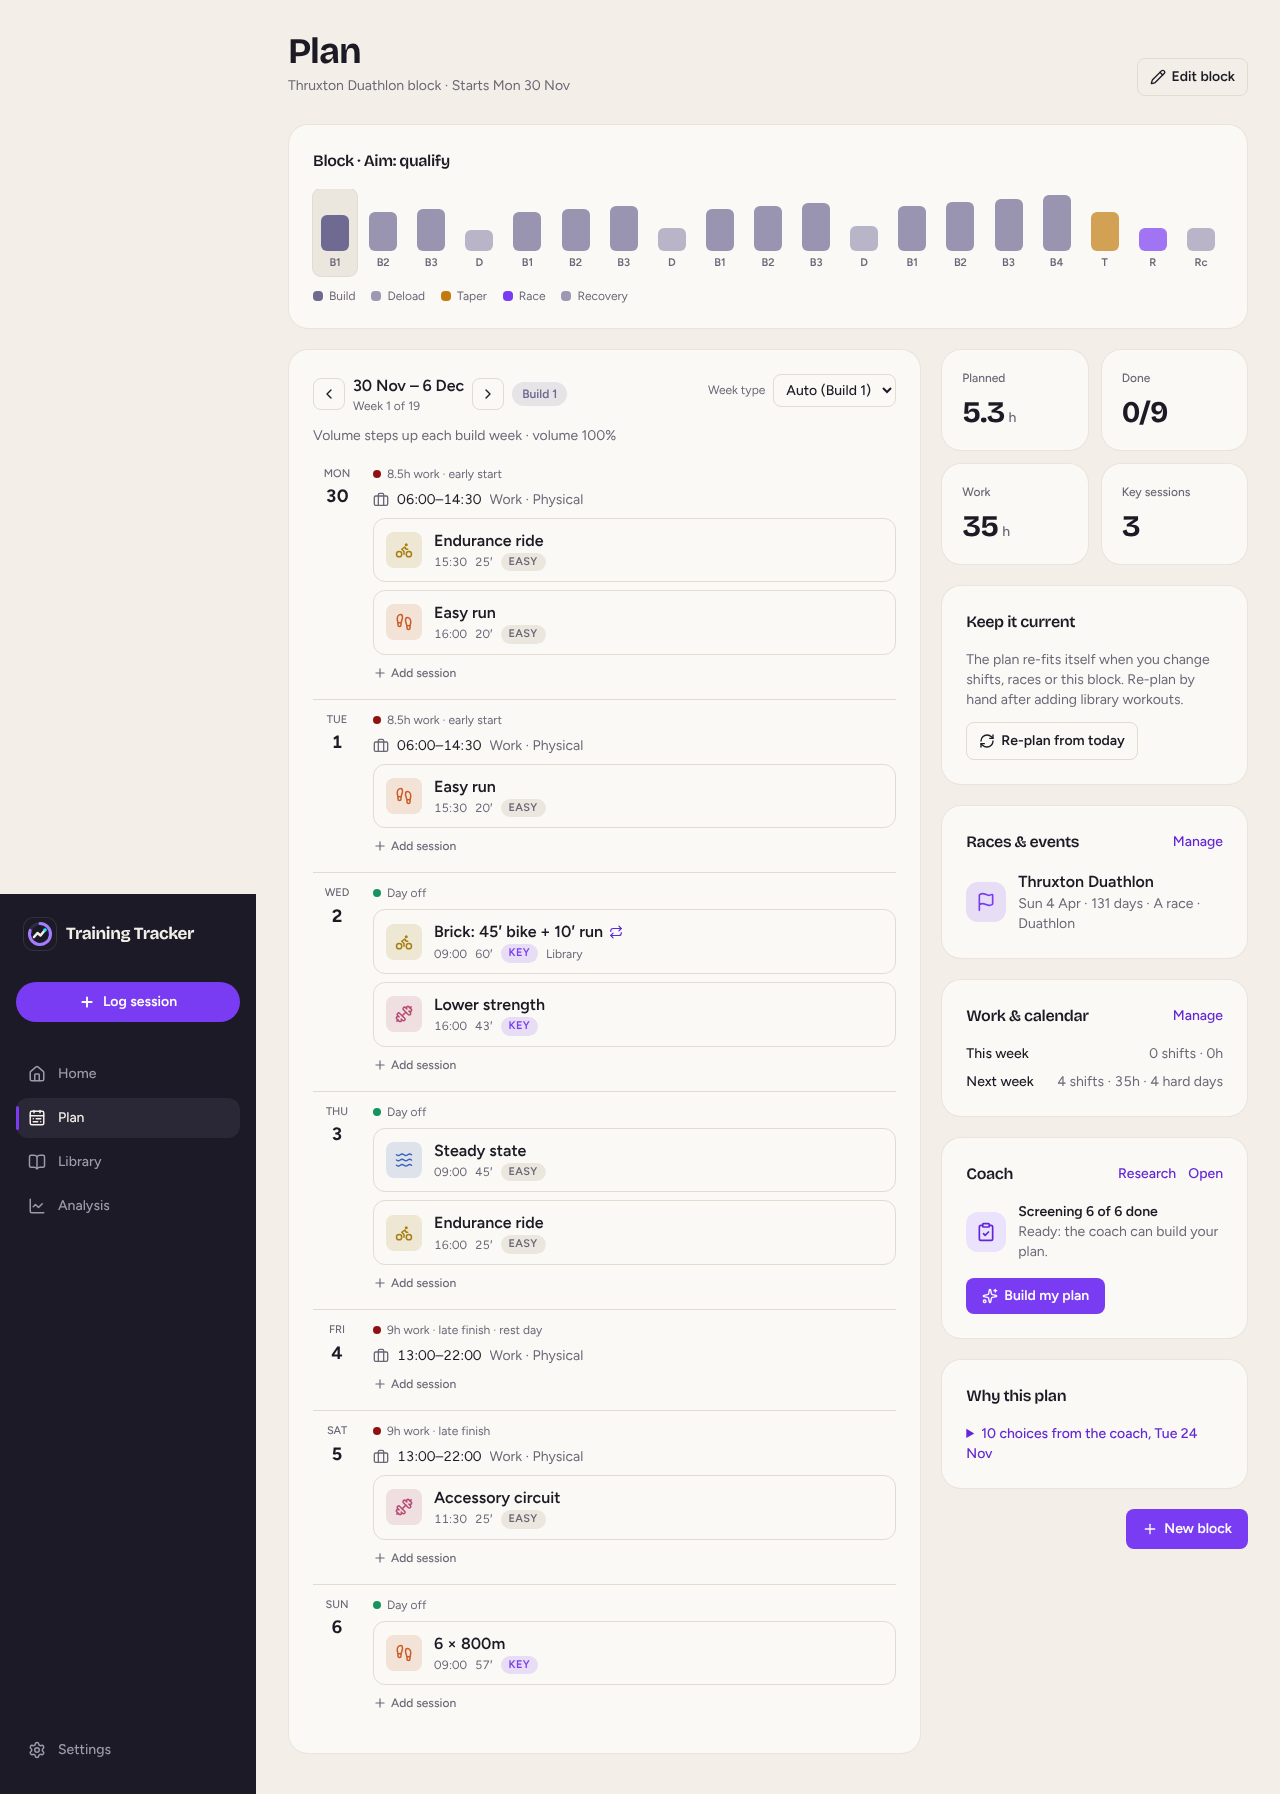 Plan
Thruxton Duathlon block · Starts Mon 30 Nov
Edit block
Block · Aim: qualify
B1 B2 B3 D B1 B2 B3 D B1 B2 B3 D B1 B2 B3 B4 T R Rc
Build Deload Taper Race Recovery
30 Nov – 6 Dec
Week 1 of 19
Build 1
Week type
Auto (Build 1)
Volume steps up each build week · volume 100%
MON
30
8.5h work · early start
06:00–14:30 Work · Physical
Endurance ride
15:30 25′ EASY
Easy run
16:00 20′ EASY
Add session
TUE
1
8.5h work · early start
06:00–14:30 Work · Physical
Easy run
15:30 20′ EASY
Add session
WED
2
Day off
Brick: 45′ bike + 10′ run
09:00 60′ KEY Library
Lower strength
16:00 43′ KEY
Add session
THU
3
Day off
Steady state
09:00 45′ EASY
Endurance ride
16:00 25′ EASY
Add session
FRI
4
9h work · late finish · rest day
13:00–22:00 Work · Physical
Add session
SAT
5
9h work · late finish
13:00–22:00 Work · Physical
Accessory circuit
11:30 25′ EASY
Add session
SUN
6
Day off
6 × 800m
09:00 57′ KEY
Add session
Planned
5.3 h
Done
0/9
Work
35 h
Key sessions
3
Keep it current
The plan re-fits itself when you change
shifts, races or this block. Re-plan by
hand after adding library workouts.
Re-plan from today
Races & events
Manage
Thruxton Duathlon
Sun 4 Apr · 131 days · A race ·
Duathlon
Work & calendar
Manage
This week 0 shifts · 0h
Next week 4 shifts · 35h · 4 hard days
Coach
Research Open
Screening 6 of 6 done
Ready: the coach can build your
plan.
Build my plan
Why this plan
10 choices from the coach, Tue 24
Nov
New block
Training Tracker
Log session
Home
Plan
Library
Analysis
Settings